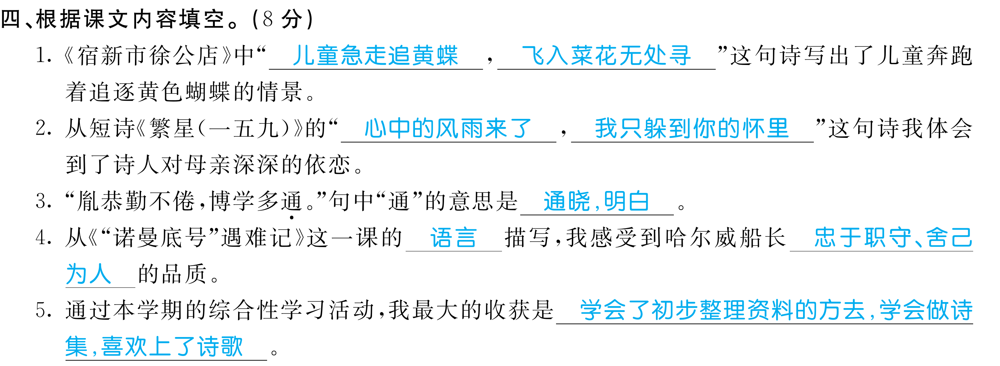 四、根据课文内容填空。(8 分)
1. 《宿新市徐公店》中“儿童急走追黄蝶,飞入菜花无处寻”这句诗写出了儿童奔跑
着追逐黄色蝴蝶的情景。
2. 从短诗《繁星(一五九)》的“心中的风雨来了,我只躲到你的怀里”这句诗我体会
到了诗人对母亲深深的依恋。
3. “胤恭勤不倦,博学多通。”句中“通”的意思是 通晓,明白 。
4. 从《“诺曼底号”遇难记》这一课的 语言 描写,我感受到哈尔威船长 忠于职守、舍己
为人 的品质。
5. 通过本学期的综合性学习活动,我最大的收获是 学会了初步整理资料的方去,学会做诗
集,喜欢上了诗歌 。